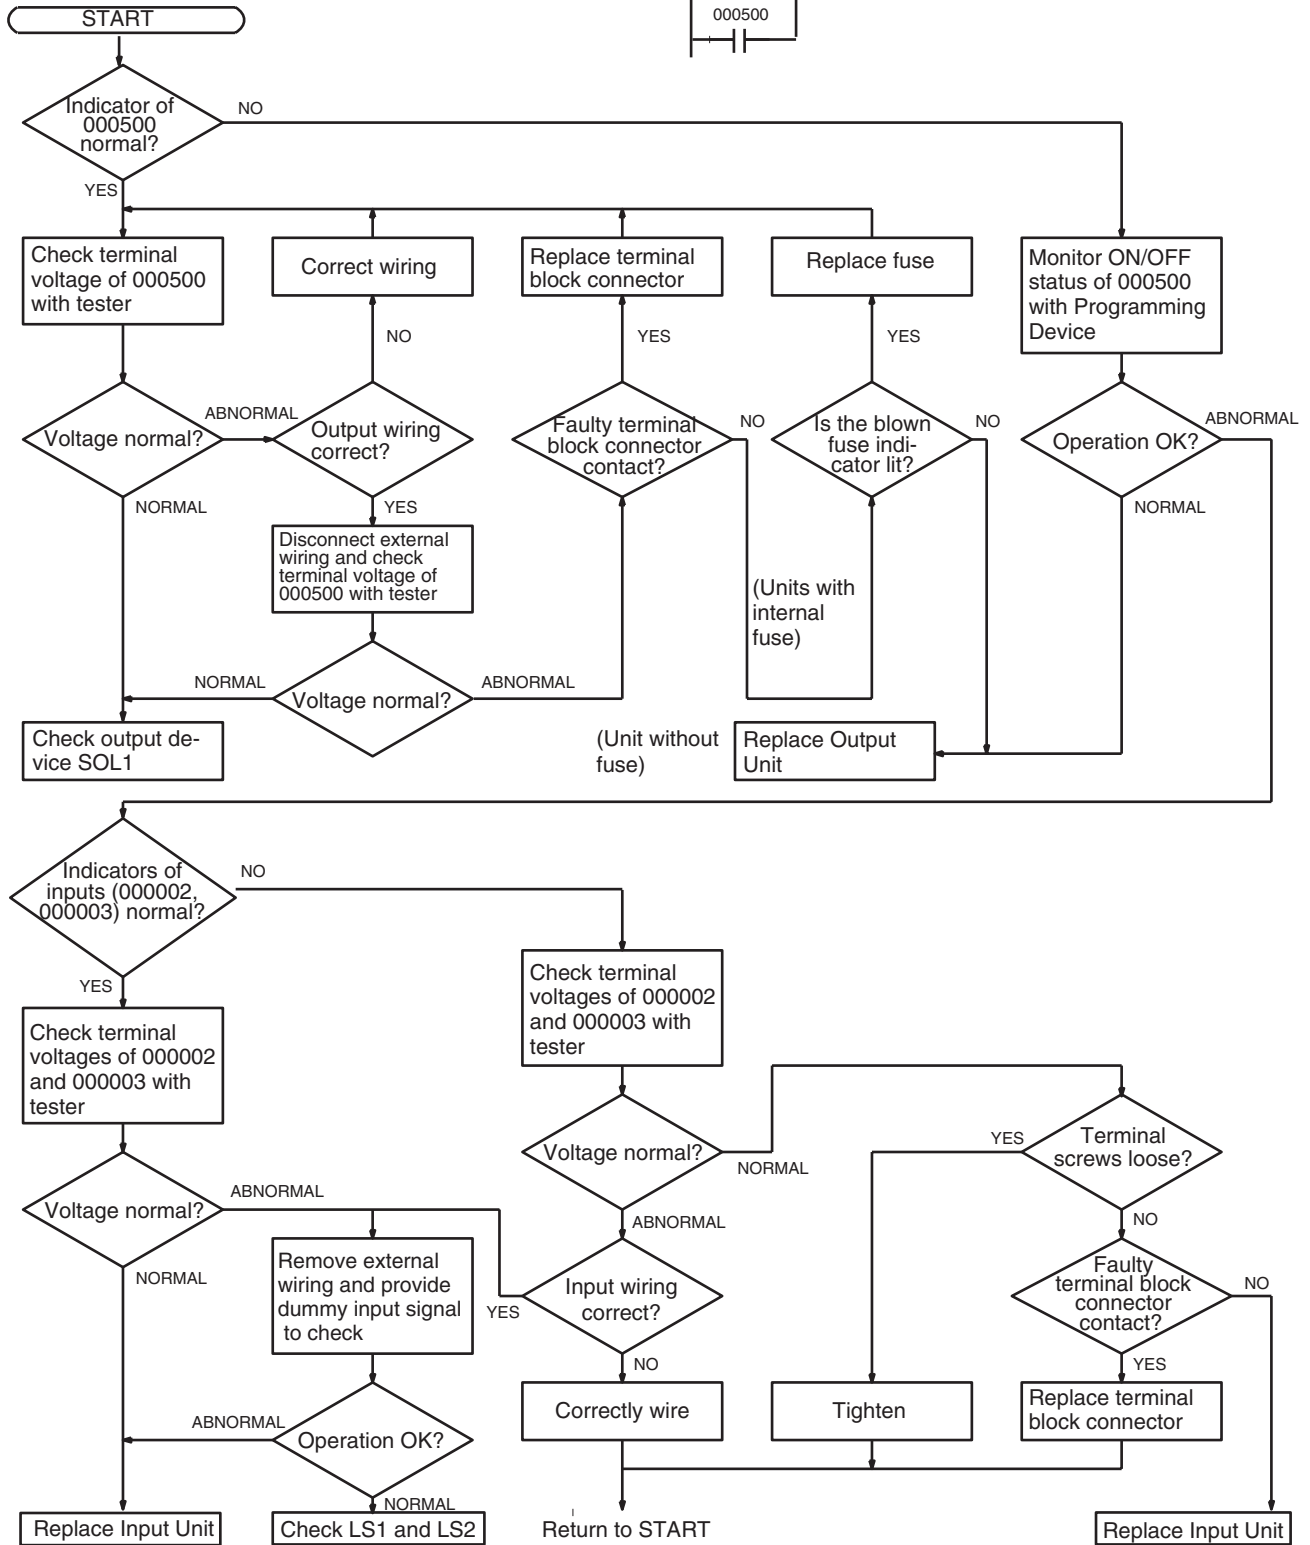 START
000500
Indicator of
000500
normal?
NO
YES
Check terminal
voltage of 000500
with tester
Correct wiring
Replace terminal
block connector
Replace fuse
Monitor ON/OFF
status of 000500
with Programming
Device
NO
YES
YES
Voltage normal?
ABNORMAL
Output wiring
correct?
Faulty terminal
block connector
contact?
NO
Is the blown
fuse indi-
cator lit?
NO
Operation OK?
ABNORMAL
NORMAL
YES
NORMAL
Disconnect external
wiring and check
terminal voltage of
000500 with tester
(Units with
internal
fuse)
NORMAL
Voltage normal?
ABNORMAL
Check output de-
vice SOL1
(Unit without
fuse)
Replace Output
Unit
Indicators of
inputs (000002,
000003) normal?
NO
YES
Check terminal
voltages of 000002
and 000003 with
tester
Check terminal
voltages of 000002
and 000003 with
tester
Voltage normal?
NORMAL
YES
Terminal
screws loose?
Voltage normal?
ABNORMAL
ABNORMAL
NO
NORMAL
Remove external
wiring and provide
dummy input signal
to check
YES
Input wiring
correct?
Faulty
terminal block
connector
contact?
NO
NO
YES
ABNORMAL
Operation OK?
Correctly wire
Tighten
Replace terminal
block connector
NORMAL
Replace Input Unit
Check LS1 and LS2
Return to START
Replace Input Unit